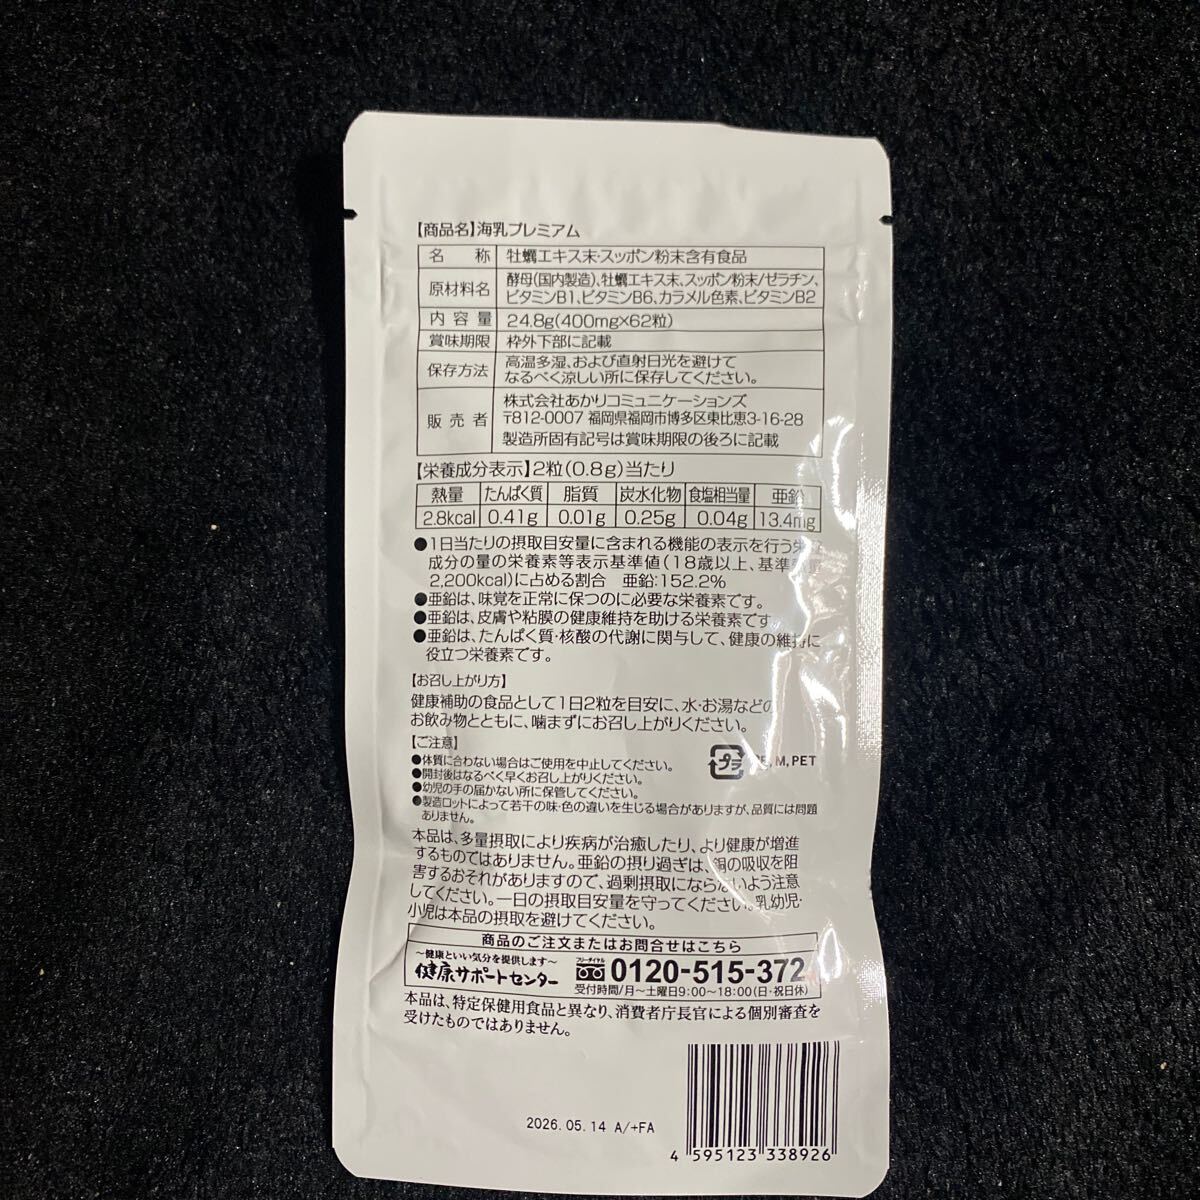 【商品名】海乳プレミアム
名称 牡蠣エキス末・スッポン粉末含有食品
原材料名 酵母(国内製造)、牡蠣エキス末、スッポン粉末/ゼラチン、
ビタミンB1、ビタミンB6、カラメル色素、ビタミンB2
内容量 24.8g(400mg×62粒)
賞味期限 枠外下部に記載
保存方法 高温多湿、および直射日光を避けて
なるべく涼しい所に保存してください。
販売者 株式会社あかりコミュニケーションズ
〒812-0007 福岡県福岡市博多区東比恵3-16-28
製造所固有記号は賞味期限の後ろに記載
【栄養成分表示】2粒(0.8g)当たり
熱量 たんぱく質 脂質 炭水化物 食塩相当量 亜鉛
2.8kcal 0.41g 0.01g 0.25g 0.04g 13.4mg
●1日当たりの摂取目安量に含まれる機能の表示を行う栄養
成分の量の栄養素等表示基準値(18歳以上、基準
2,200kcal)に占める割合 亜鉛:152.2%
●亜鉛は、味覚を正常に保つのに必要な栄養素です。
●亜鉛は、皮膚や粘膜の健康維持を助ける栄養素です
●亜鉛は、たんぱく質・核酸の代謝に関与して、健康の維持に
役立つ栄養素です。
【お召し上がり方】
健康補助の食品として1日2粒を目安に、水・お湯などの
お飲み物とともに、噛まずにお召し上がりください。
【ご注意】
●体質に合わない場合はご使用を中止してください。
●開封後はなるべく早くお召し上がりください。
●幼児の手の届かない所に保管してください。
●製造ロットによって若干の味・色の違いを生じる場合がありますが、品質には問題
ありません。
プラ PE, M, PET
本品は、多量摂取により疾病が治癒したり、より健康が増進
するものではありません。亜鉛の摂り過ぎは、銅の吸収を阻
害するおそれがありますので、過剰摂取にならないよう注意
してください。一日の摂取目安量を守ってください。乳幼児・
小児は本品の摂取を避けてください。
商品のご注文またはお問合せはこちら
〜健康といい気分を提供します〜
健康サポートセンター
フリーダイヤル 0120-515-372
受付時間/月〜土曜日9:00〜18:00(日・祝日休)
本品は、特定保健用食品と異なり、消費者庁長官による個別審査を
受けたものではありません。
2026.05.14 A/+FA
4 595123 338926